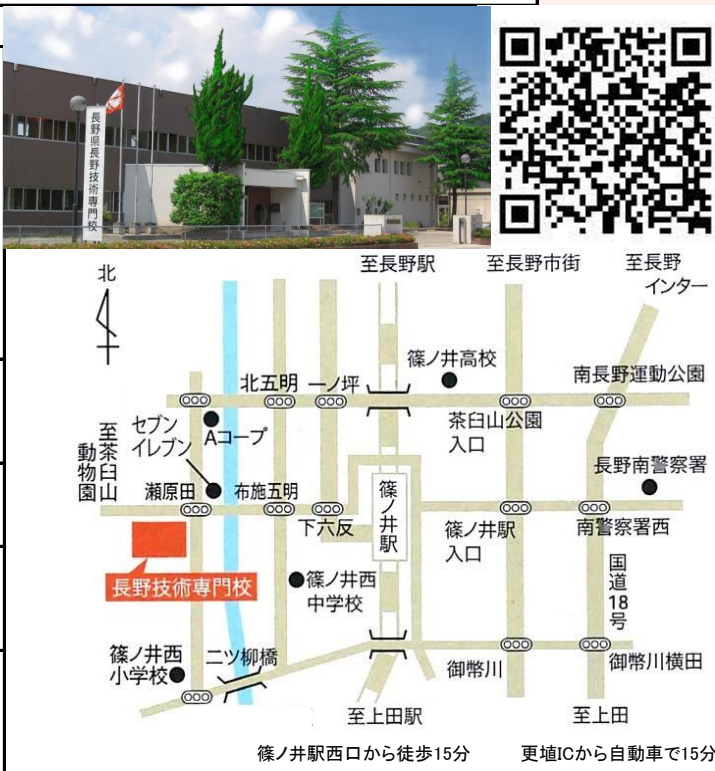 長野県長野技術専門校
至長野駅
至長野市街
至長野
インター
北
篠ノ井高校
南長野運動公園
北五明
一ノ坪
セブン
イレブン
Aコープ
茶臼山公園
入口
至茶臼山
動物園
長野南警察署
瀬原田
布施五明
篠ノ井駅
下六反
篠ノ井駅
入口
南警察署西
長野技術専門校
篠ノ井西
中学校
国道18号
篠ノ井西
小学校
二ツ柳橋
御幣川
御幣川横田
至上田駅
至上田
篠ノ井駅西口から徒歩15分
更埴ICから自動車で15分